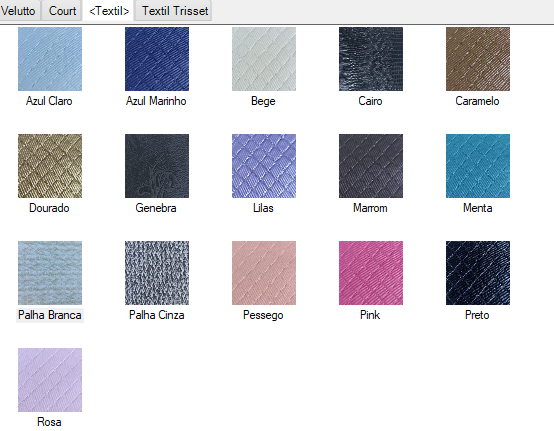 Velutto Court <Textil> Textil Trisset
Azul Claro Azul Marinho Bege Cairo Caramelo
Dourado Genebra Lilas Marrom Menta
Palha Branca Palha Cinza Pessego Pink Preto
Rosa